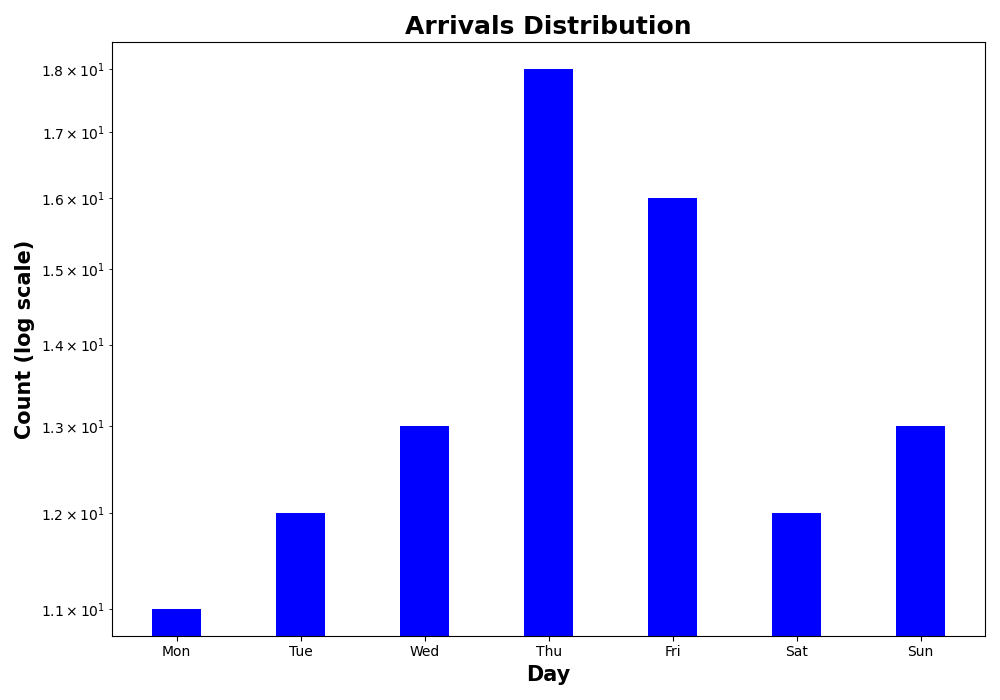 Arrivals Distribution
Count (log scale)
1.8 × 10¹
1.7 × 10¹
1.6 × 10¹
1.5 × 10¹
1.4 × 10¹
1.3 × 10¹
1.2 × 10¹
1.1 × 10¹
Mon Tue Wed Thu Fri Sat Sun
Day